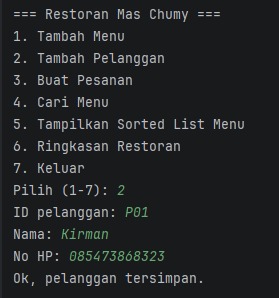 === Restoran Mas Chumy ===
1. Tambah Menu
2. Tambah Pelanggan
3. Buat Pesanan
4. Cari Menu
5. Tampilkan Sorted List Menu
6. Ringkasan Restoran
7. Keluar
Pilih (1-7): 2
ID pelanggan: P01
Nama: Kirman
No HP: 085473868323
Ok, pelanggan tersimpan.